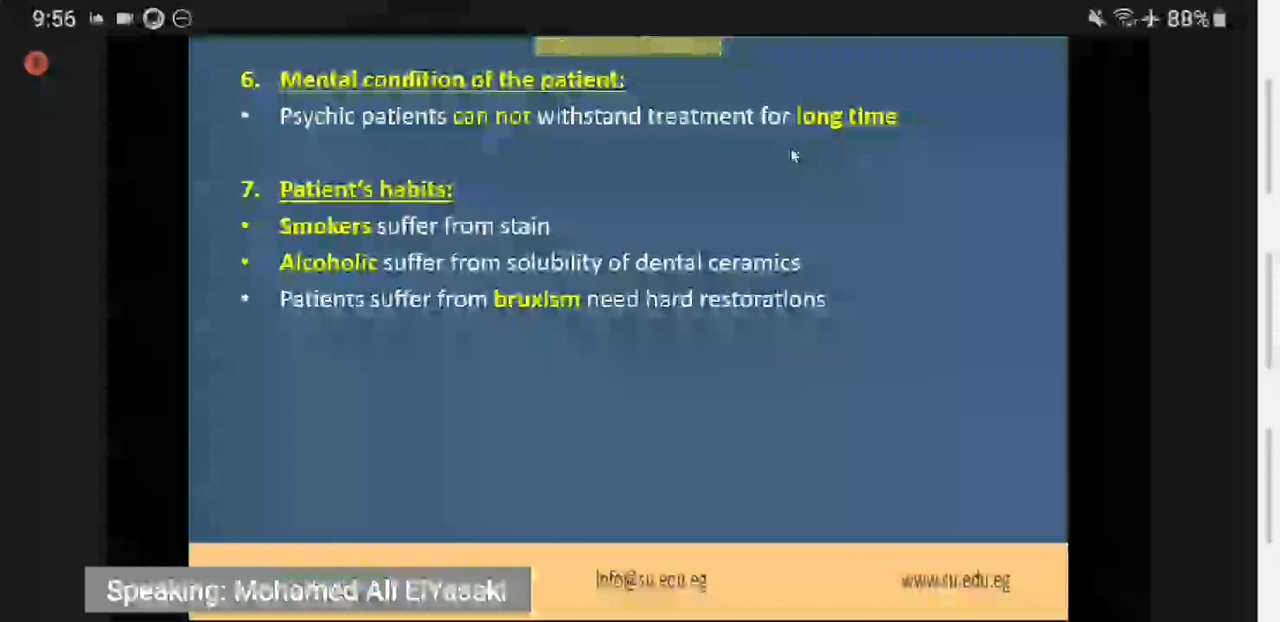 9:56
88%
6. Mental condition of the patient:
• Psychic patients can not withstand treatment for long time
7. Patient's habits:
• Smokers suffer from stain
• Alcoholic suffer from solubility of dental ceramics
• Patients suffer from bruxism need hard restorations
Speaking: Mohamed Ali ElYasaki
Info@su.edu.eg
www.su.edu.eg